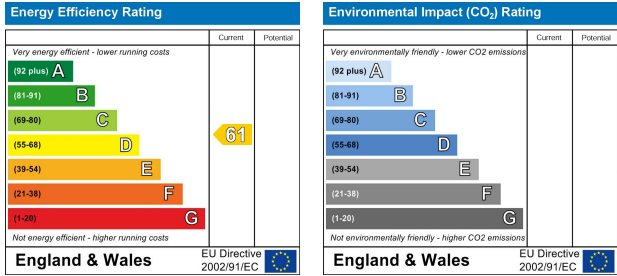 Energy Efficiency Rating
Current Potential
Very energy efficient - lower running costs
(92 plus) A
(81-91) B
(69-80) C
(55-68) D
61
(39-54) E
(21-38) F
(1-20) G
Not energy efficient - higher running costs
England & Wales
EU Directive
2002/91/EC
Environmental Impact (CO₂) Rating
Current Potential
Very environmentally friendly - lower CO2 emissions
(92 plus) A
(81-91) B
(69-80) C
(55-68) D
(39-54) E
(21-38) F
(1-20) G
Not environmentally friendly - higher CO2 emissions
England & Wales
EU Directive
2002/91/EC